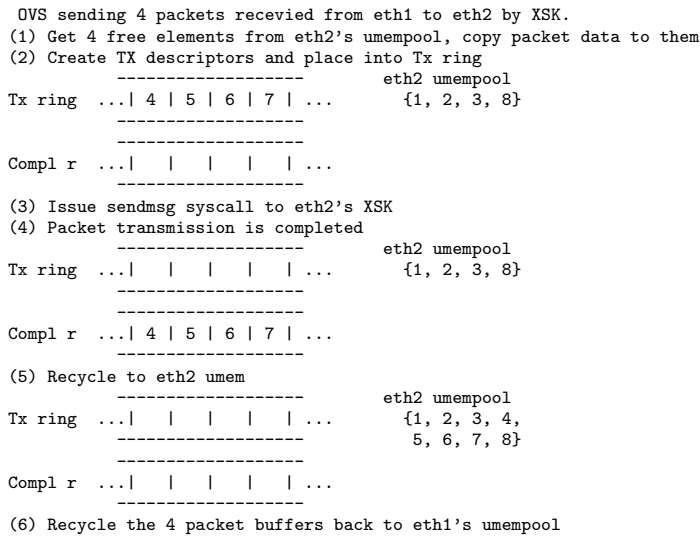 OVS sending 4 packets recevied from eth1 to eth2 by XSK.
(1) Get 4 free elements from eth2's umempool, copy packet data to them
(2) Create TX descriptors and place into Tx ring
------------------- eth2 umempool
Tx ring ...| 4 | 5 | 6 | 7 | ... {1, 2, 3, 8}
-------------------
-------------------
Compl r ...| | | | | ...
-------------------
(3) Issue sendmsg syscall to eth2's XSK
(4) Packet transmission is completed
------------------- eth2 umempool
Tx ring ...| | | | | ... {1, 2, 3, 8}
-------------------
-------------------
Compl r ...| 4 | 5 | 6 | 7 | ...
-------------------
(5) Recycle to eth2 umem
------------------- eth2 umempool
Tx ring ...| | | | | ... {1, 2, 3, 4,
------------------- 5, 6, 7, 8}
-------------------
Compl r ...| | | | | ...
-------------------
(6) Recycle the 4 packet buffers back to eth1's umempool